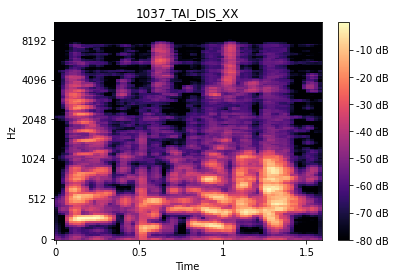 1037_TAI_DIS_XX
8192
4096
2048
1024
512
0
Hz
0
0.5
1
1.5
Time
-10 dB
-20 dB
-30 dB
-40 dB
-50 dB
-60 dB
-70 dB
-80 dB